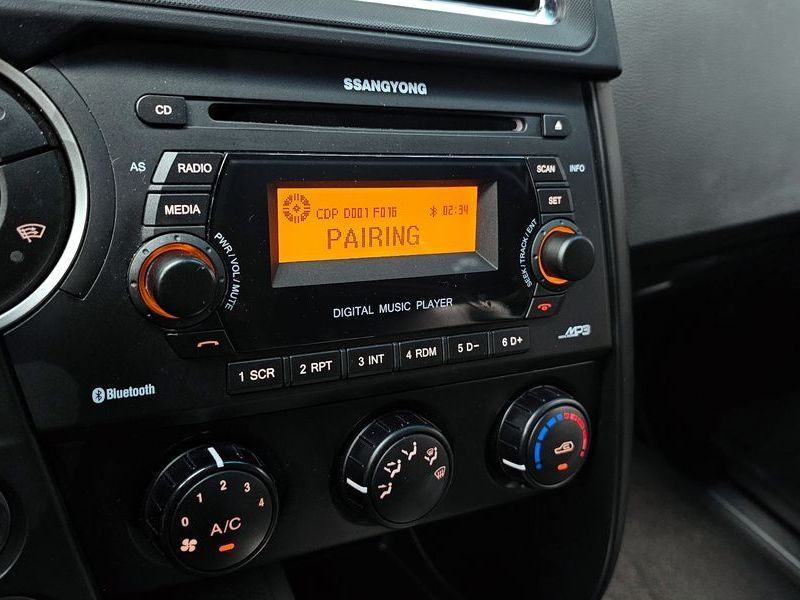 SSANGYONG
CD
AS
RADIO
SCAN
INFO
MEDIA
SET
CDP D001 F016
02:34
PAIRING
PWR/VOL/MUTE
SEEK/TRACK/ENT
DIGITAL MUSIC PLAYER
MP3
1 SCR
2 RPT
3 INT
4 RDM
5 D-
6 D+
Bluetooth
0 1 2 3 4
A/C